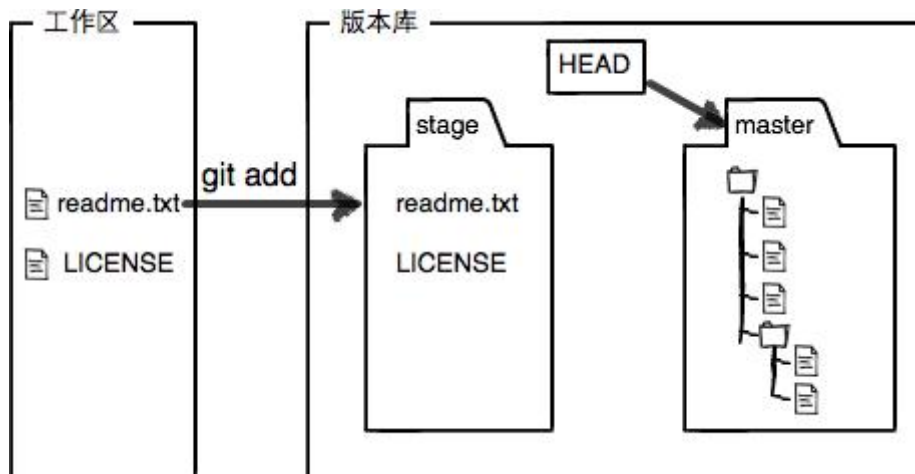 工作区
版本库
HEAD
stage
master
git add
readme.txt
readme.txt
LICENSE
LICENSE